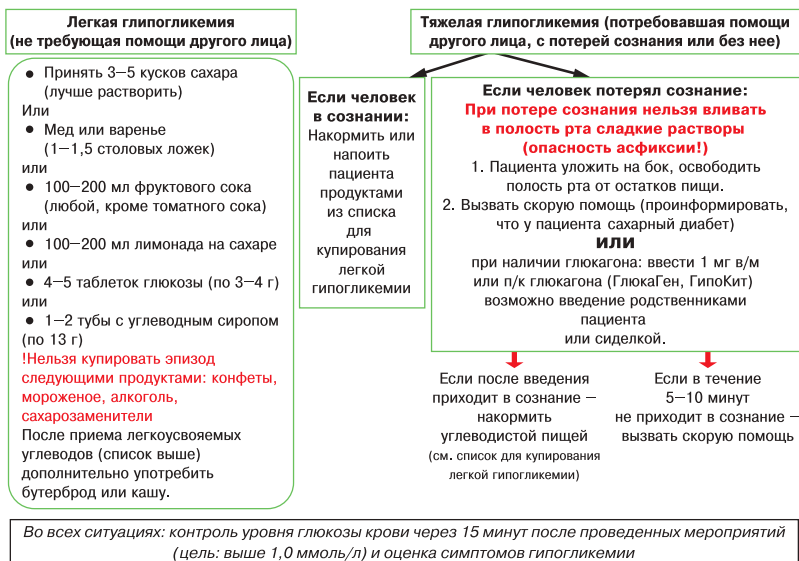 Легкая глипогликемия
(не требующая помощи другого лица)
● Принять 3–5 кусков сахара
(лучше растворить)
Или
● Мед или варенье
(1–1,5 столовых ложек)
или
● 100–200 мл фруктового сока
(любой, кроме томатного сока)
или
● 100–200 мл лимонада на сахаре
или
● 4–5 таблеток глюкозы (по 3–4 г)
или
● 1–2 тубы с углеводным сиропом
(по 13 г)
!Нельзя купировать эпизод
следующими продуктами: конфеты,
мороженое, алкоголь,
сахарозаменители
После приема легкоусвояемых
углеводов (список выше)
дополнительно употребить
бутерброд или кашу.
Тяжелая глипогликемия (потребовавшая помощи
другого лица, с потерей сознания или без нее)
Если человек
в сознании:
Накормить или
напоить
пациента
продуктами
из списка
для
купирования
легкой
гипогликемии
Если человек потерял сознание:
При потере сознания нельзя вливать
в полость рта сладкие растворы
(опасность асфиксии!)
1. Пациента уложить на бок, освободить
полость рта от остатков пищи.
2. Вызвать скорую помощь (проинформировать,
что у пациента сахарный диабет)
или
при наличии глюкагона: ввести 1 мг в/м
или п/к глюкагона (ГлюкаГен, ГипоКит)
возможно введение родственниками
пациента
или сиделкой.
Если после введения
приходит в сознание –
накормить
углеводистой пищей
(см. список для купирования
легкой гипогликемии)
Если в течение
5–10 минут
не приходит в сознание –
вызвать скорую помощь
Во всех ситуациях: контроль уровня глюкозы крови через 15 минут после проведенных мероприятий
(цель: выше 1,0 ммоль/л) и оценка симптомов гипогликемии